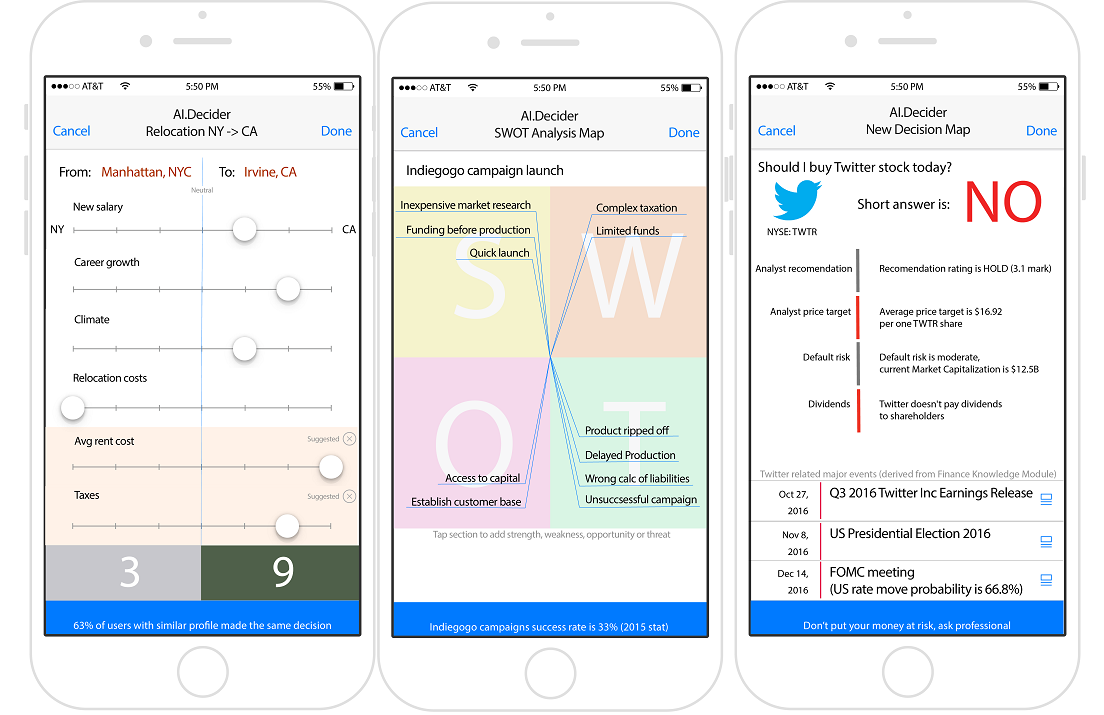 AT&T 5:50 PM 55%
AI.Decider
Cancel Relocation NY -> CA Done
From: Manhattan, NYC To: Irvine, CA
Neutral
New salary
NY CA
Career growth
Climate
Relocation costs
Avg rent cost Suggested
Taxes Suggested
3 9
63% of users with similar profile made the same decision
AT&T 5:50 PM 55%
AI.Decider
Cancel SWOT Analysis Map Done
Indiegogo campaign launch
S
Inexpensive market research
Funding before production
Quick launch
W
Complex taxation
Limited funds
O
Access to capital
Establish customer base
T
Product ripped off
Delayed Production
Wrong calc of liabilities
Unsuccsessful campaign
Tap section to add strength, weakness, opportunity or threat
Indiegogo campaigns success rate is 33% (2015 stat)
AT&T 5:50 PM 55%
AI.Decider
Cancel New Decision Map Done
Should I buy Twitter stock today?
Short answer is: NO
NYSE: TWTR
Analyst recomendation Recomendation rating is HOLD (3.1 mark)
Analyst price target Average price target is $16.92
per one TWTR share
Default risk Default risk is moderate,
current Market Capitalization is $12.5B
Dividends Twitter doesn't pay dividends
to shareholders
Twitter related major events (derived from Finance Knowledge Module)
Oct 27, Q3 2016 Twitter Inc Earnings Release
2016
Nov 8, US Presidential Election 2016
2016
Dec 14, FOMC meeting
2016 (US rate move probability is 66.8%)
Don't put your money at risk, ask professional